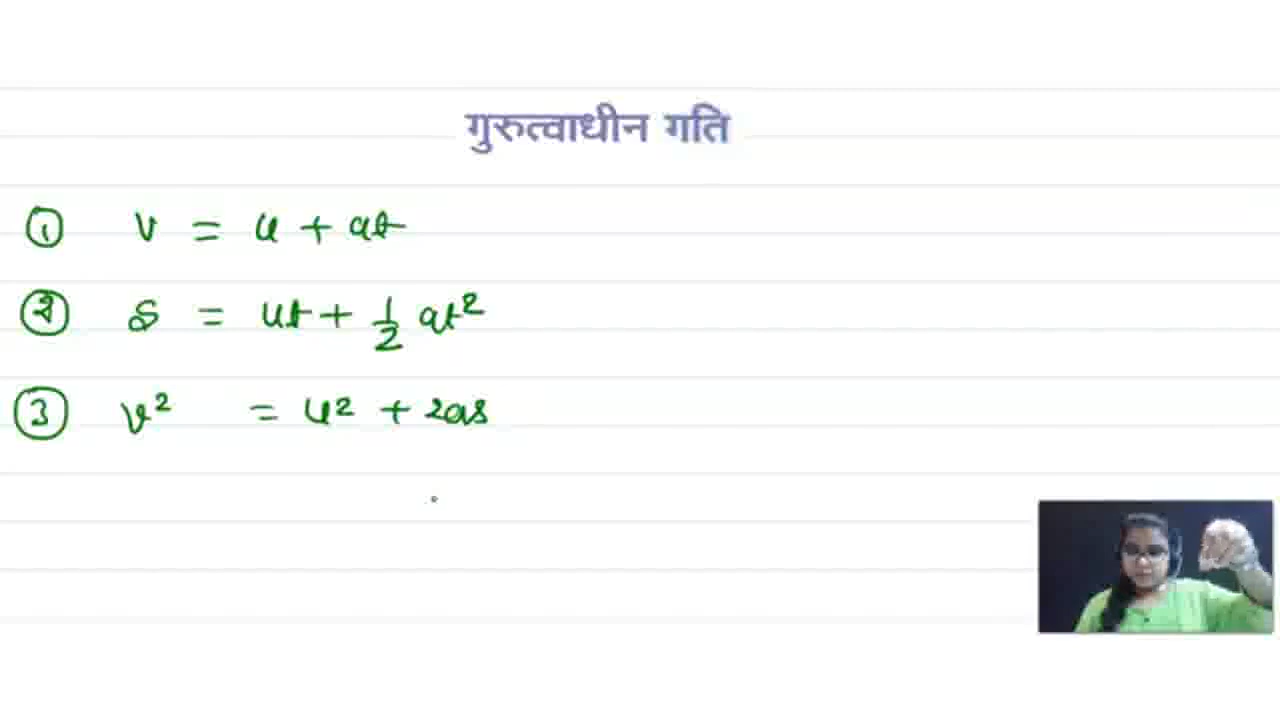 गुरुत्वाधीन गति
① v = u + at
② s = ut + 1/2 at²
③ v² = u² + 2as